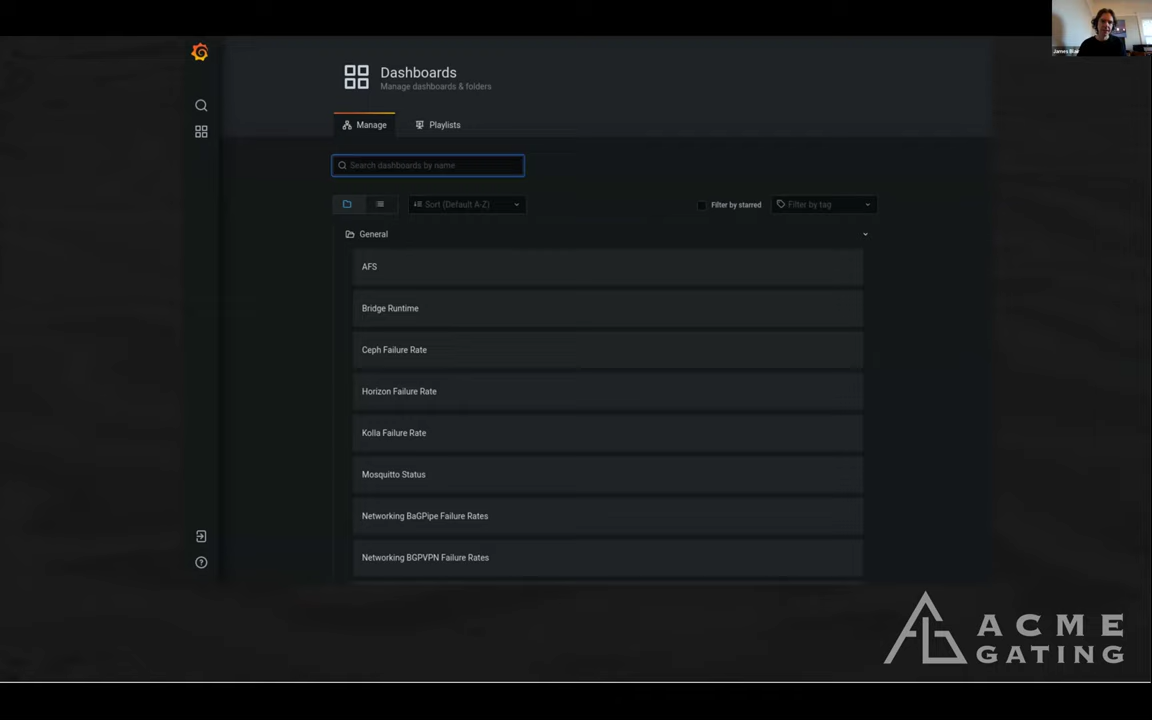 James Blair
Dashboards
Manage dashboards & folders
Manage
Playlists
Search dashboards by name
Sort (Default A-Z)
Filter by starred
Filter by tag
General
AFS
Bridge Runtime
Ceph Failure Rate
Horizon Failure Rate
Kolla Failure Rate
Mosquitto Status
Networking BaGPipe Failure Rates
Networking BGPVPN Failure Rates
ACME
GATING